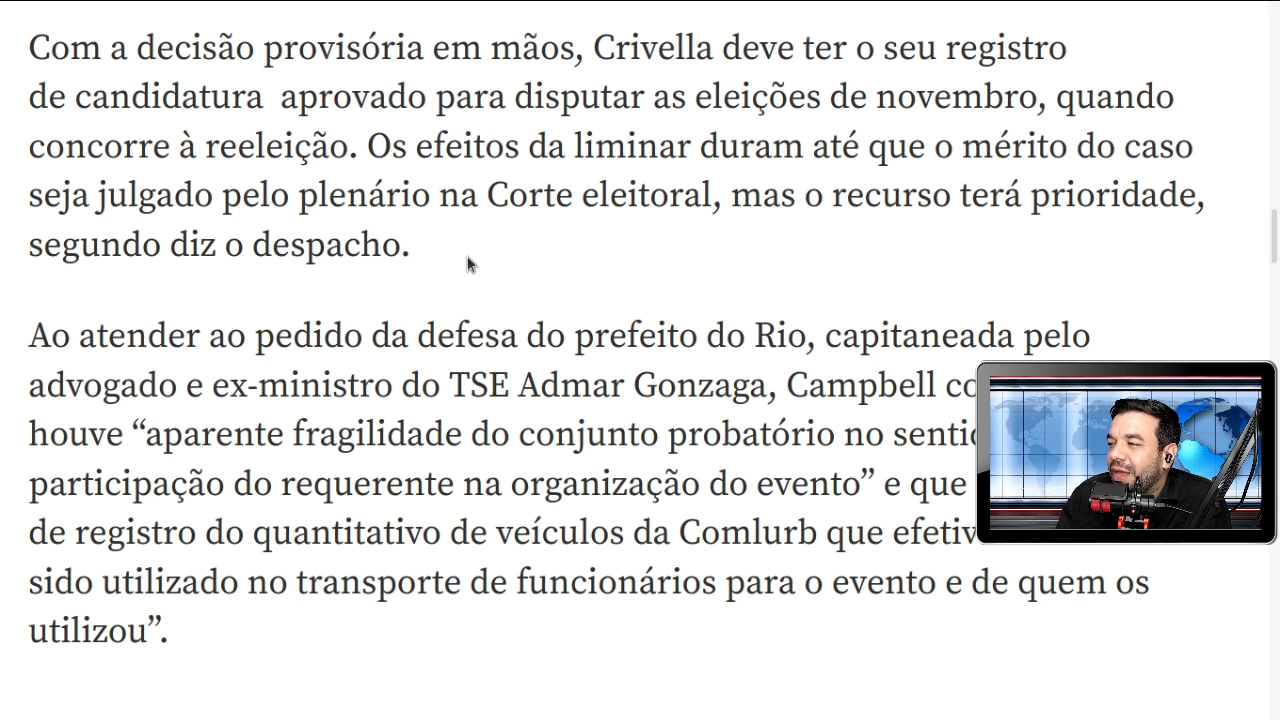 Com a decisão provisória em mãos, Crivella deve ter o seu registro
de candidatura aprovado para disputar as eleições de novembro, quando
concorre à reeleição. Os efeitos da liminar duram até que o mérito do caso
seja julgado pelo plenário na Corte eleitoral, mas o recurso terá prioridade,
segundo diz o despacho.
Ao atender ao pedido da defesa do prefeito do Rio, capitaneada pelo
advogado e ex-ministro do TSE Admar Gonzaga, Campbell
houve “aparente fragilidade do conjunto probatório no
participação do requerente na organização do evento” e que
de registro do quantitativo de veículos da Comlurb que
sido utilizado no transporte de funcionários para o evento e de quem os
utilizou”.